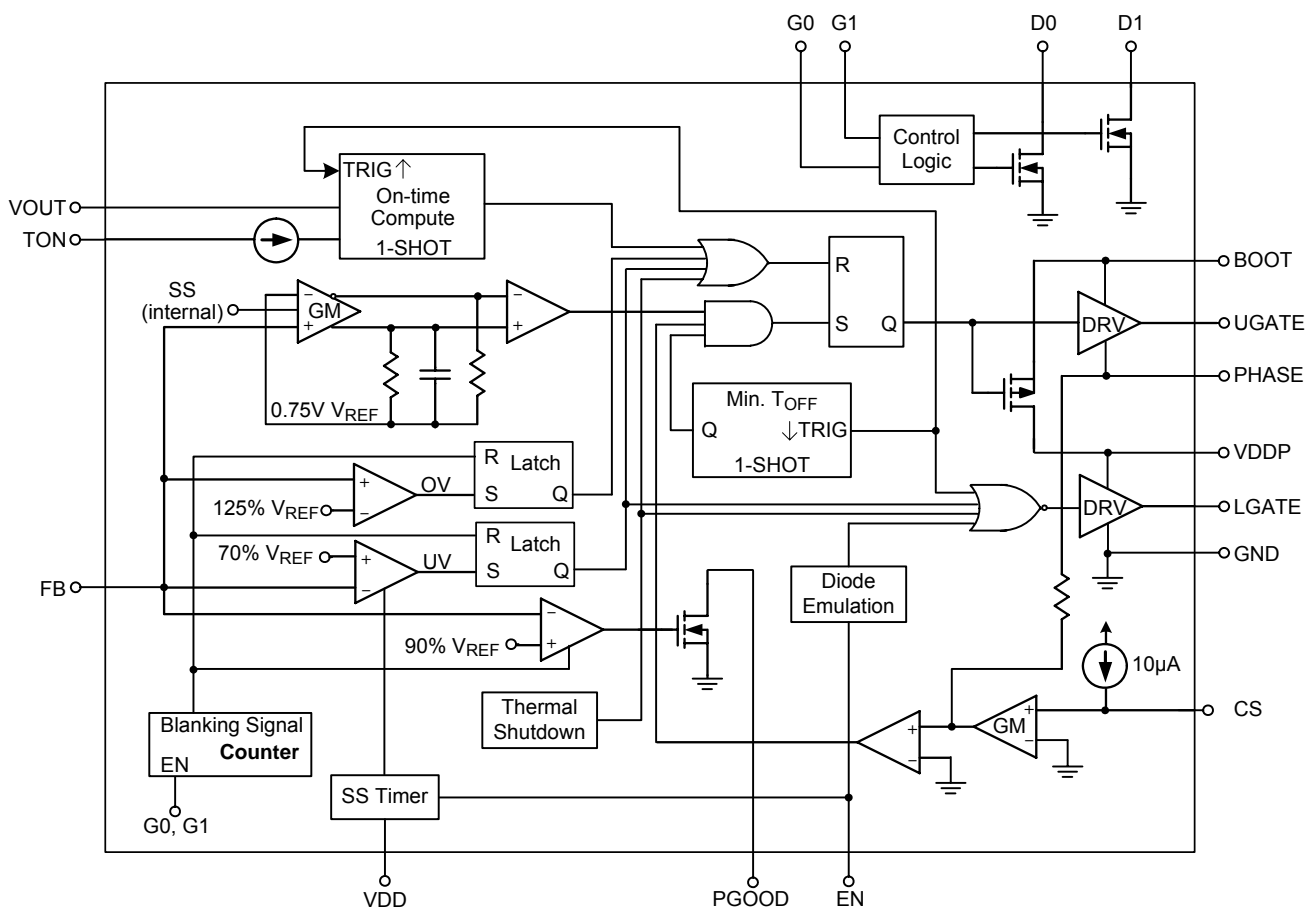 G0 G1 D0 D1
Control
Logic
TRIG↑
On-time
Compute
1-SHOT
VOUT
TON
R
S Q
BOOT
DRV
UGATE
PHASE
SS
(internal)
−
GM
+
−
+
0.75V VREF
Min. TOFF
Q ↓TRIG
1-SHOT
VDDP
DRV
LGATE
GND
R Latch
S Q
+
−
OV
125% VREF
R Latch
S Q
70% VREF
+
−
UV
FB
Diode
Emulation
−
+
90% VREF
10µA
Thermal
Shutdown
+
−
GM
+
−
CS
Blanking Signal
Counter
EN
G0, G1
SS Timer
VDD
PGOOD
EN